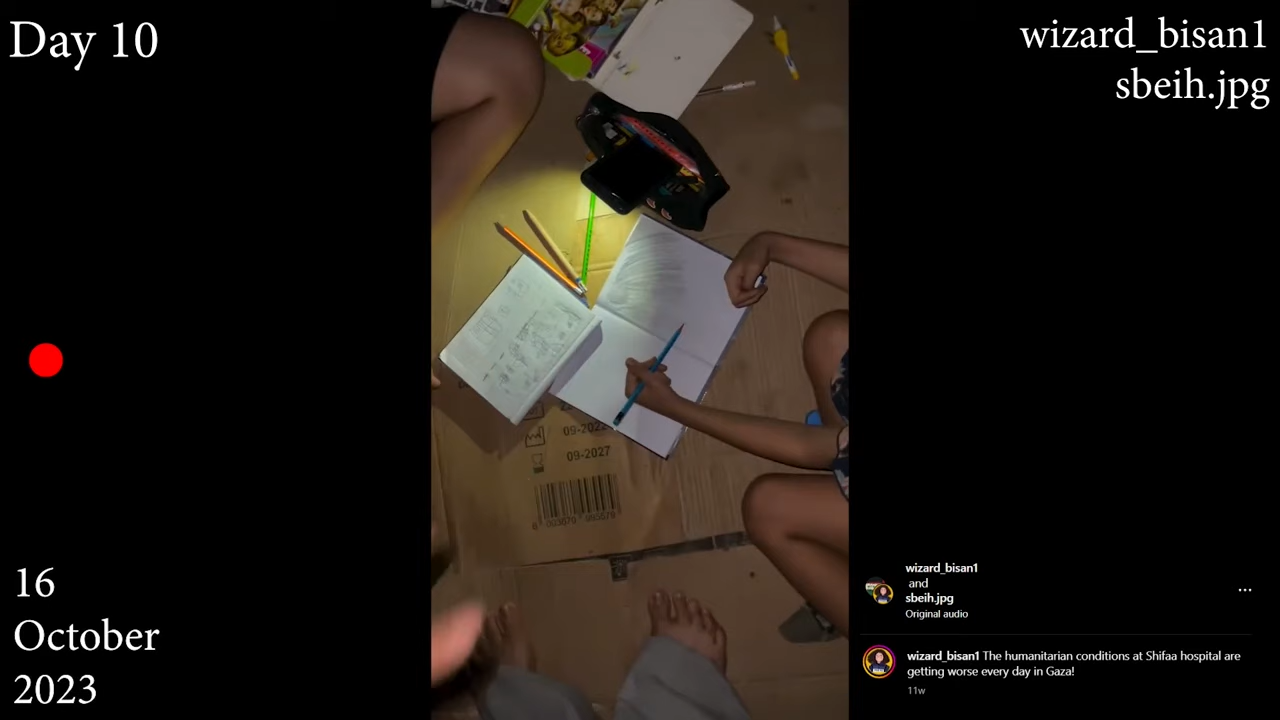 Day 10
wizard_bisan1
sbeih.jpg
09-2022
09-2027
16
October
2023
wizard_bisan1
and
sbeih.jpg
Original audio
wizard_bisan1 The humanitarian conditions at Shifaa hospital are
getting worse every day in Gaza!
11w